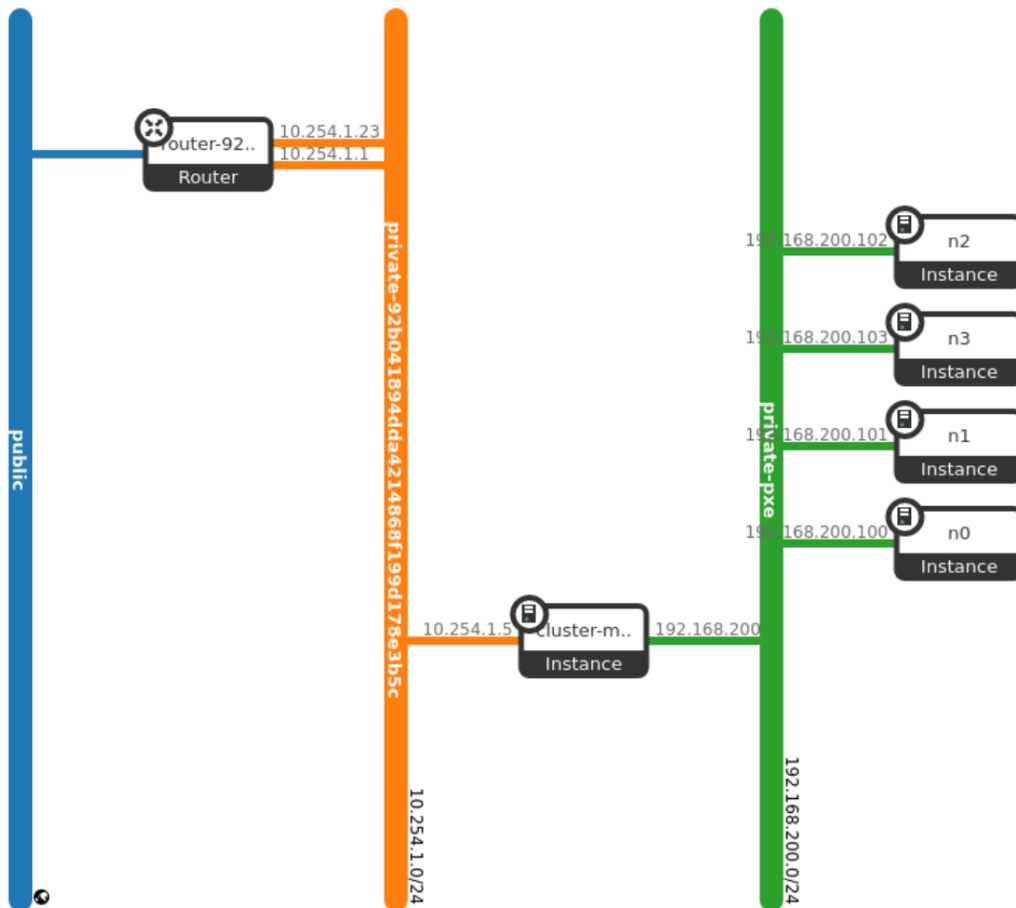 public
router-92..
Router
10.254.1.23
10.254.1.1
private-92b041894dda4214868f199d178e3b5c
10.254.1.0/24
10.254.1.5
cluster-m..
Instance
192.168.200
private-pxe
192.168.200.0/24
192.168.200.102
n2
Instance
192.168.200.103
n3
Instance
192.168.200.101
n1
Instance
192.168.200.100
n0
Instance